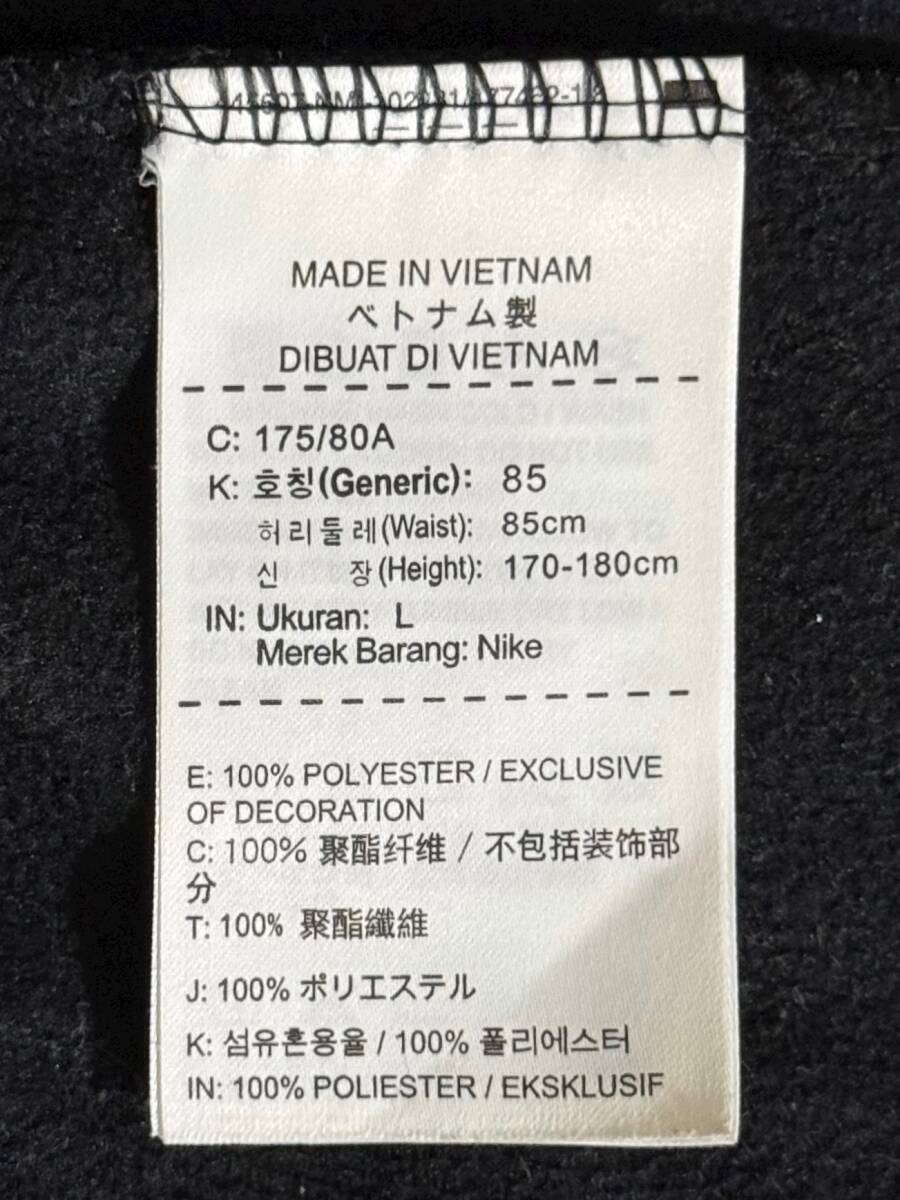 MADE IN VIETNAM
ベトナム製
DIBUAT DI VIETNAM
C: 175/80A
K: 호칭(Generic): 85
허리둘레(Waist): 85cm
신 장(Height): 170-180cm
IN: Ukuran: L
Merek Barang: Nike
E: 100% POLYESTER / EXCLUSIVE
OF DECORATION
C: 100% 聚酯纤维 / 不包括装饰部
分
T: 100% 聚酯纖維
J: 100% ポリエステル
K: 섬유혼용율 / 100% 폴리에스터
IN: 100% POLIESTER / EKSKLUSIF